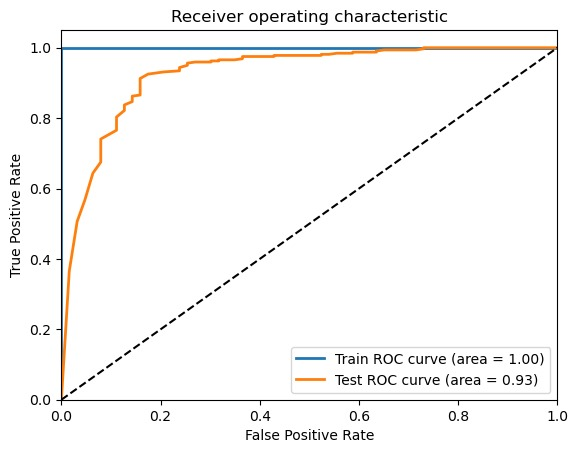 Receiver operating characteristic
True Positive Rate
1.0
0.8
0.6
0.4
0.2
0.0
0.0 0.2 0.4 0.6 0.8 1.0
False Positive Rate
Train ROC curve (area = 1.00)
Test ROC curve (area = 0.93)